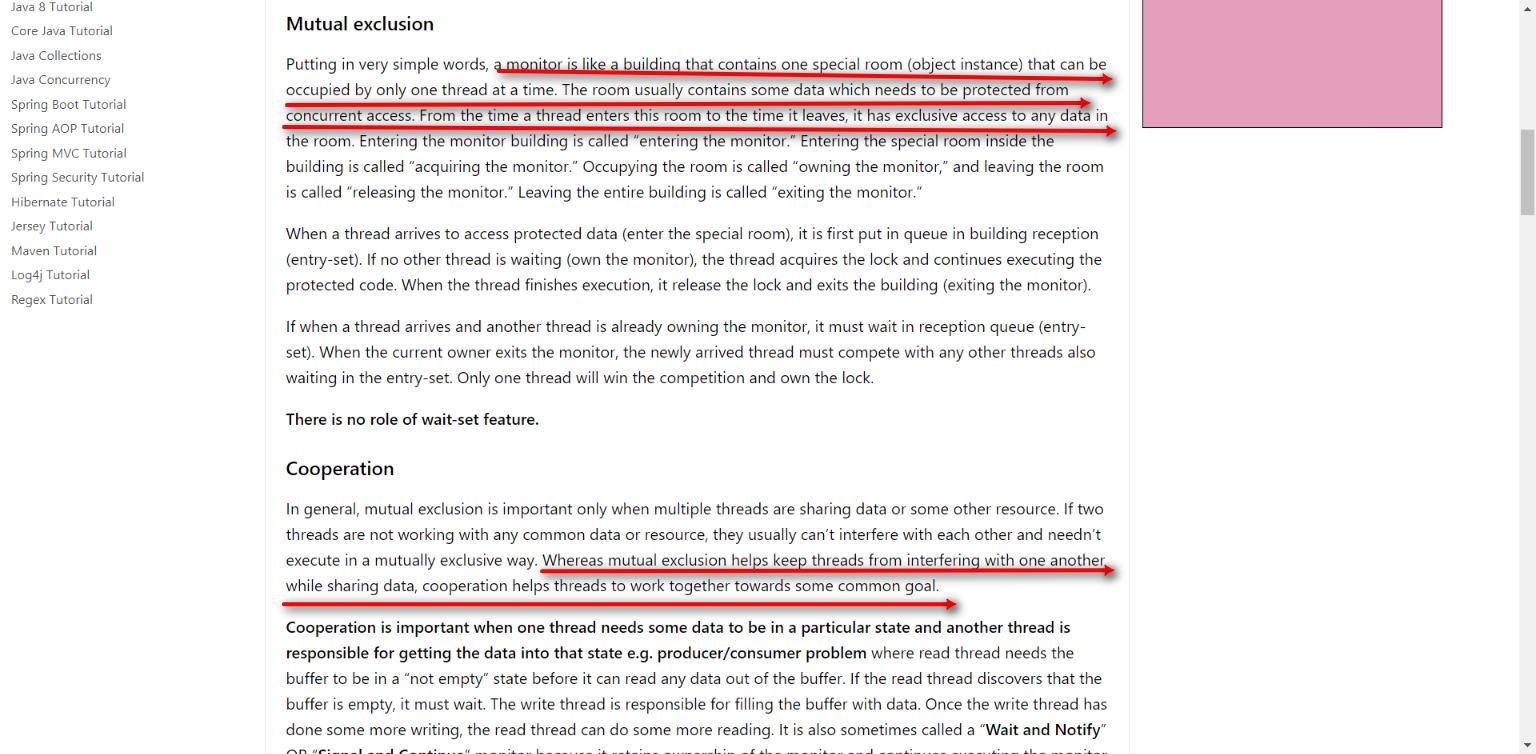 Java 8 Tutorial
Core Java Tutorial
Java Collections
Java Concurrency
Spring Boot Tutorial
Spring AOP Tutorial
Spring MVC Tutorial
Spring Security Tutorial
Hibernate Tutorial
Jersey Tutorial
Maven Tutorial
Log4j Tutorial
Regex Tutorial
Mutual exclusion
Putting in very simple words, a monitor is like a building that contains one special room (object instance) that can be
occupied by only one thread at a time. The room usually contains some data which needs to be protected from
concurrent access. From the time a thread enters this room to the time it leaves, it has exclusive access to any data in
the room. Entering the monitor building is called “entering the monitor.” Entering the special room inside the
building is called “acquiring the monitor.” Occupying the room is called “owning the monitor,” and leaving the room
is called “releasing the monitor.” Leaving the entire building is called “exiting the monitor.”
When a thread arrives to access protected data (enter the special room), it is first put in queue in building reception
(entry-set). If no other thread is waiting (own the monitor), the thread acquires the lock and continues executing the
protected code. When the thread finishes execution, it release the lock and exits the building (exiting the monitor).
If when a thread arrives and another thread is already owning the monitor, it must wait in reception queue (entry-
set). When the current owner exits the monitor, the newly arrived thread must compete with any other threads also
waiting in the entry-set. Only one thread will win the competition and own the lock.
There is no role of wait-set feature.
Cooperation
In general, mutual exclusion is important only when multiple threads are sharing data or some other resource. If two
threads are not working with any common data or resource, they usually can’t interfere with each other and needn’t
execute in a mutually exclusive way. Whereas mutual exclusion helps keep threads from interfering with one another
while sharing data, cooperation helps threads to work together towards some common goal.
Cooperation is important when one thread needs some data to be in a particular state and another thread is
responsible for getting the data into that state e.g. producer/consumer problem where read thread needs the
buffer to be in a “not empty” state before it can read any data out of the buffer. If the read thread discovers that the
buffer is empty, it must wait. The write thread is responsible for filling the buffer with data. Once the write thread has
done some more writing, the read thread can do some more reading. It is also sometimes called a “Wait and Notify”
OR “Signal and Continue” monitor because it retains ownership of the monitor and continues executing the monitor